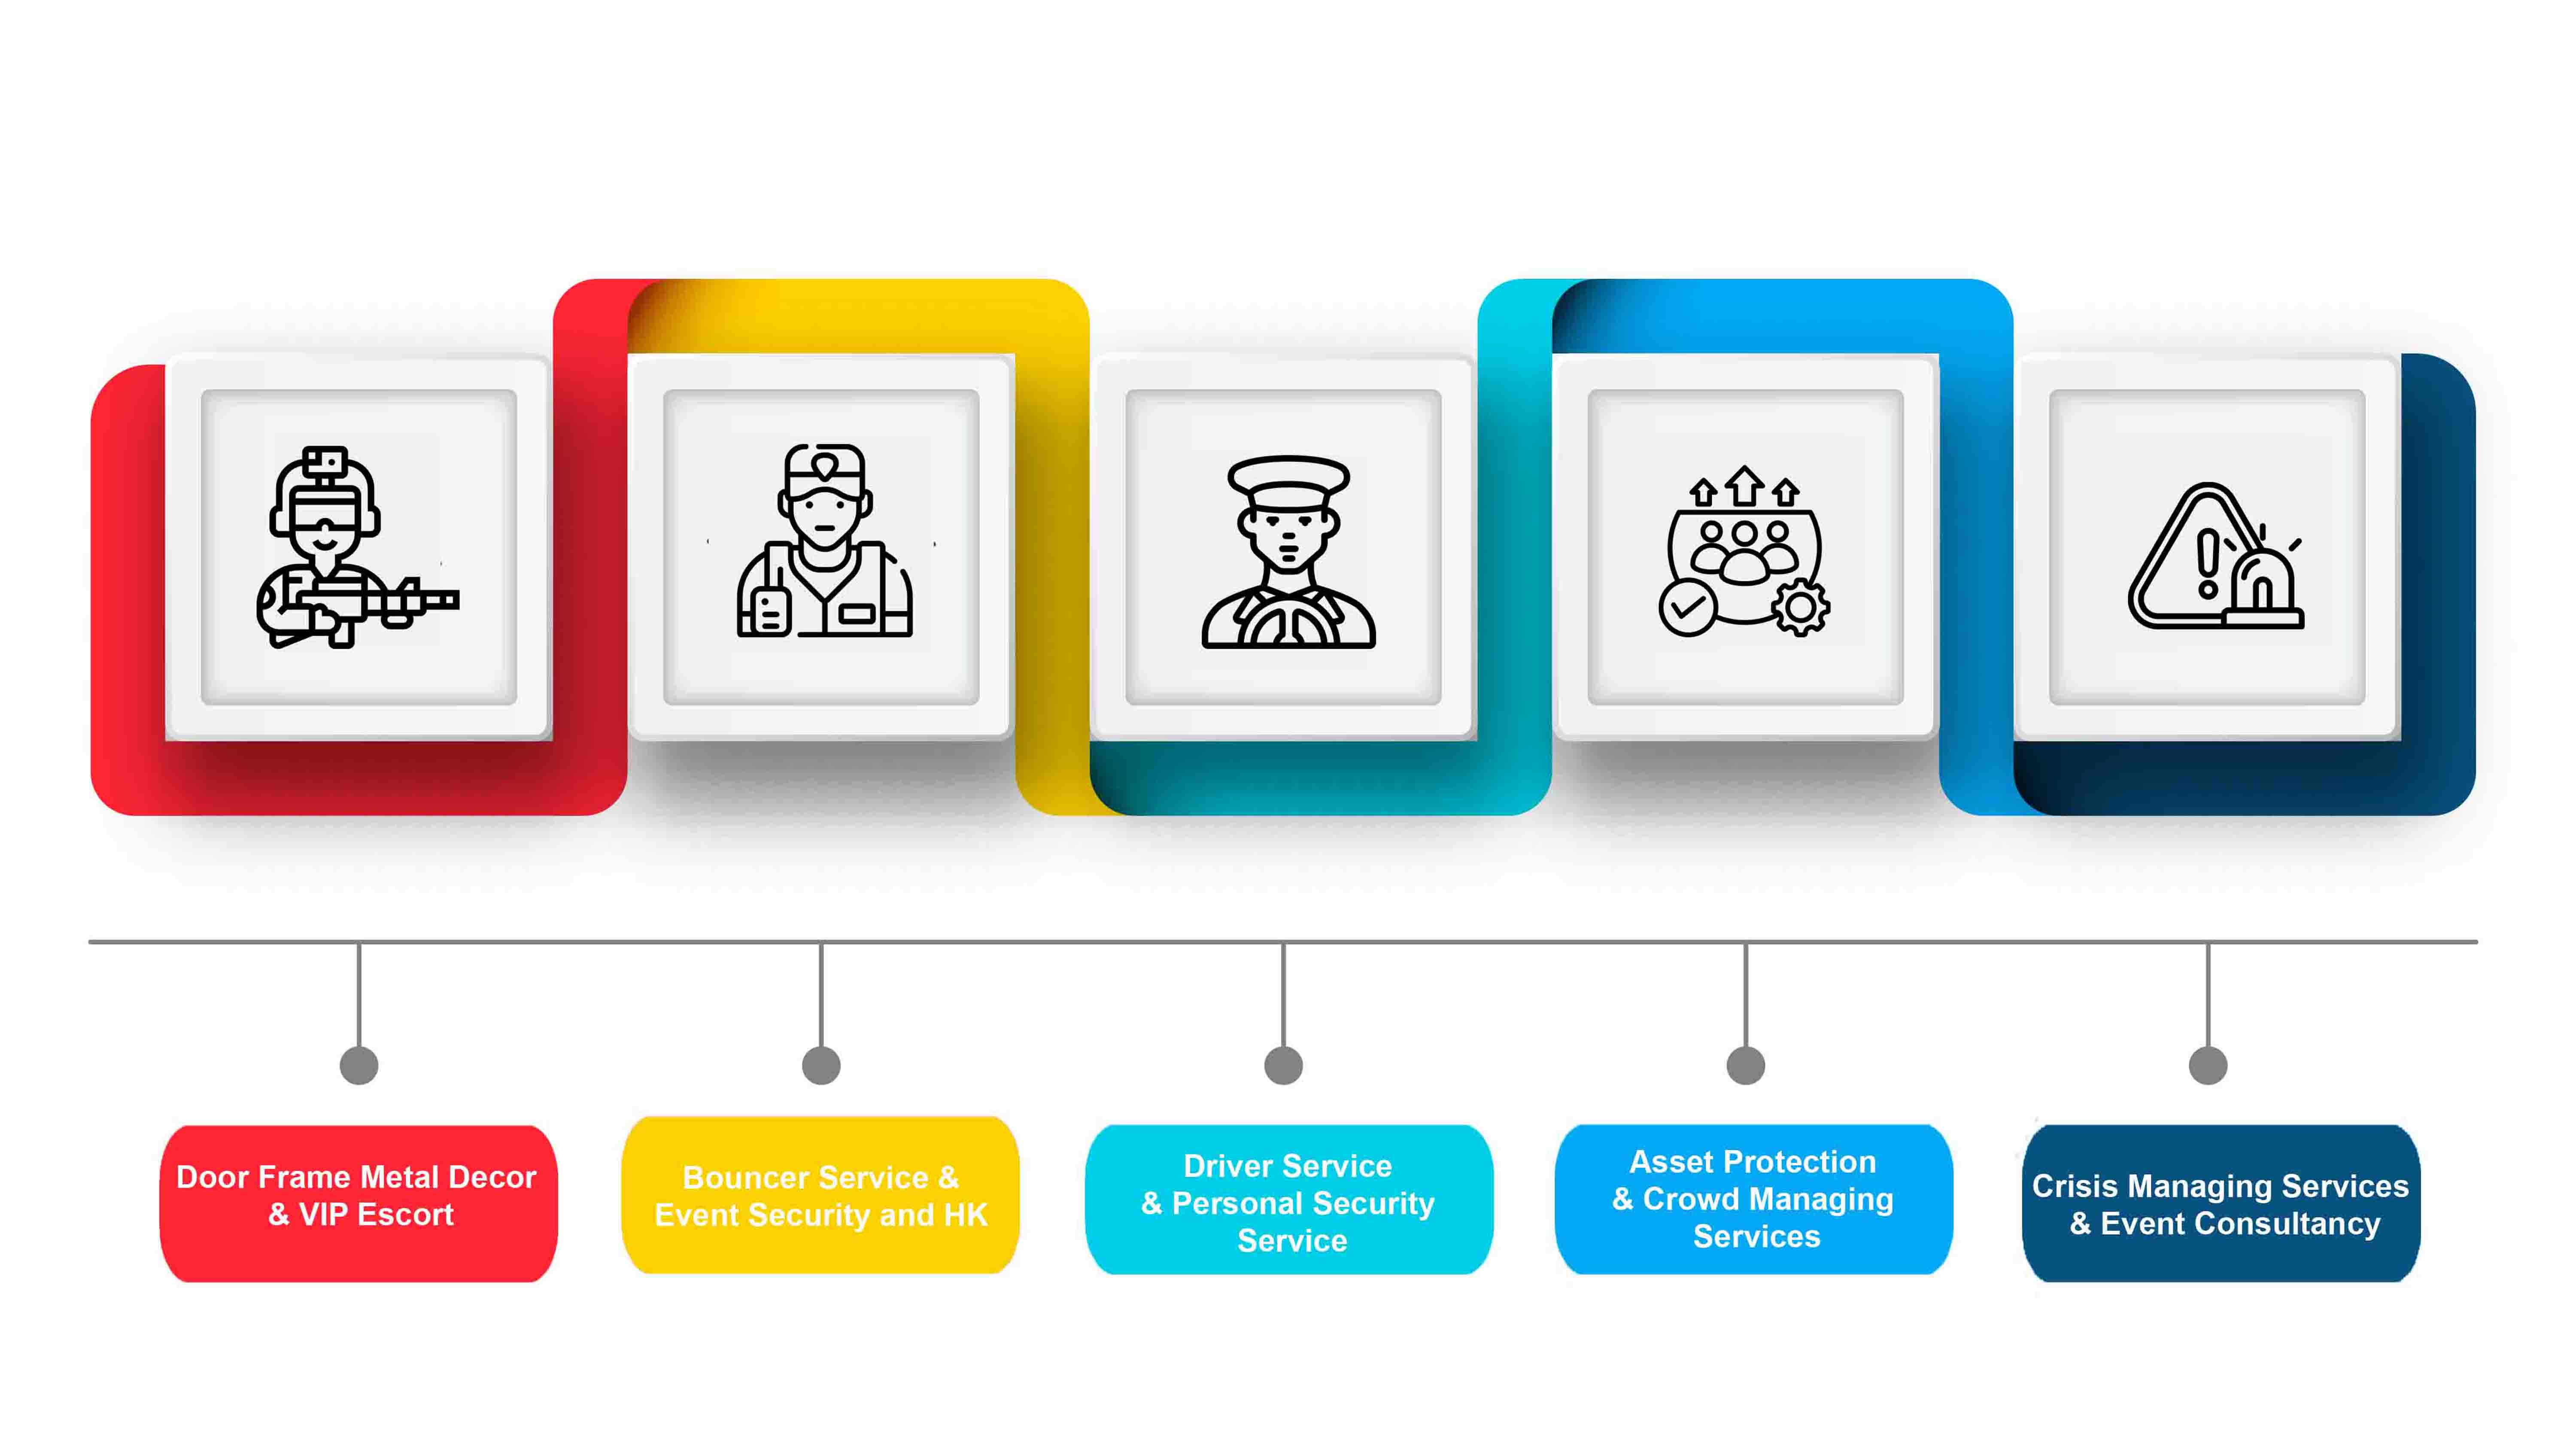 Door Frame Metal Decor
& VIP Escort
Bouncer Service &
Event Security and HK
Driver Service
& Personal Security
Service
Asset Protection
& Crowd Managing
Services
Crisis Managing Services
& Event Consultancy